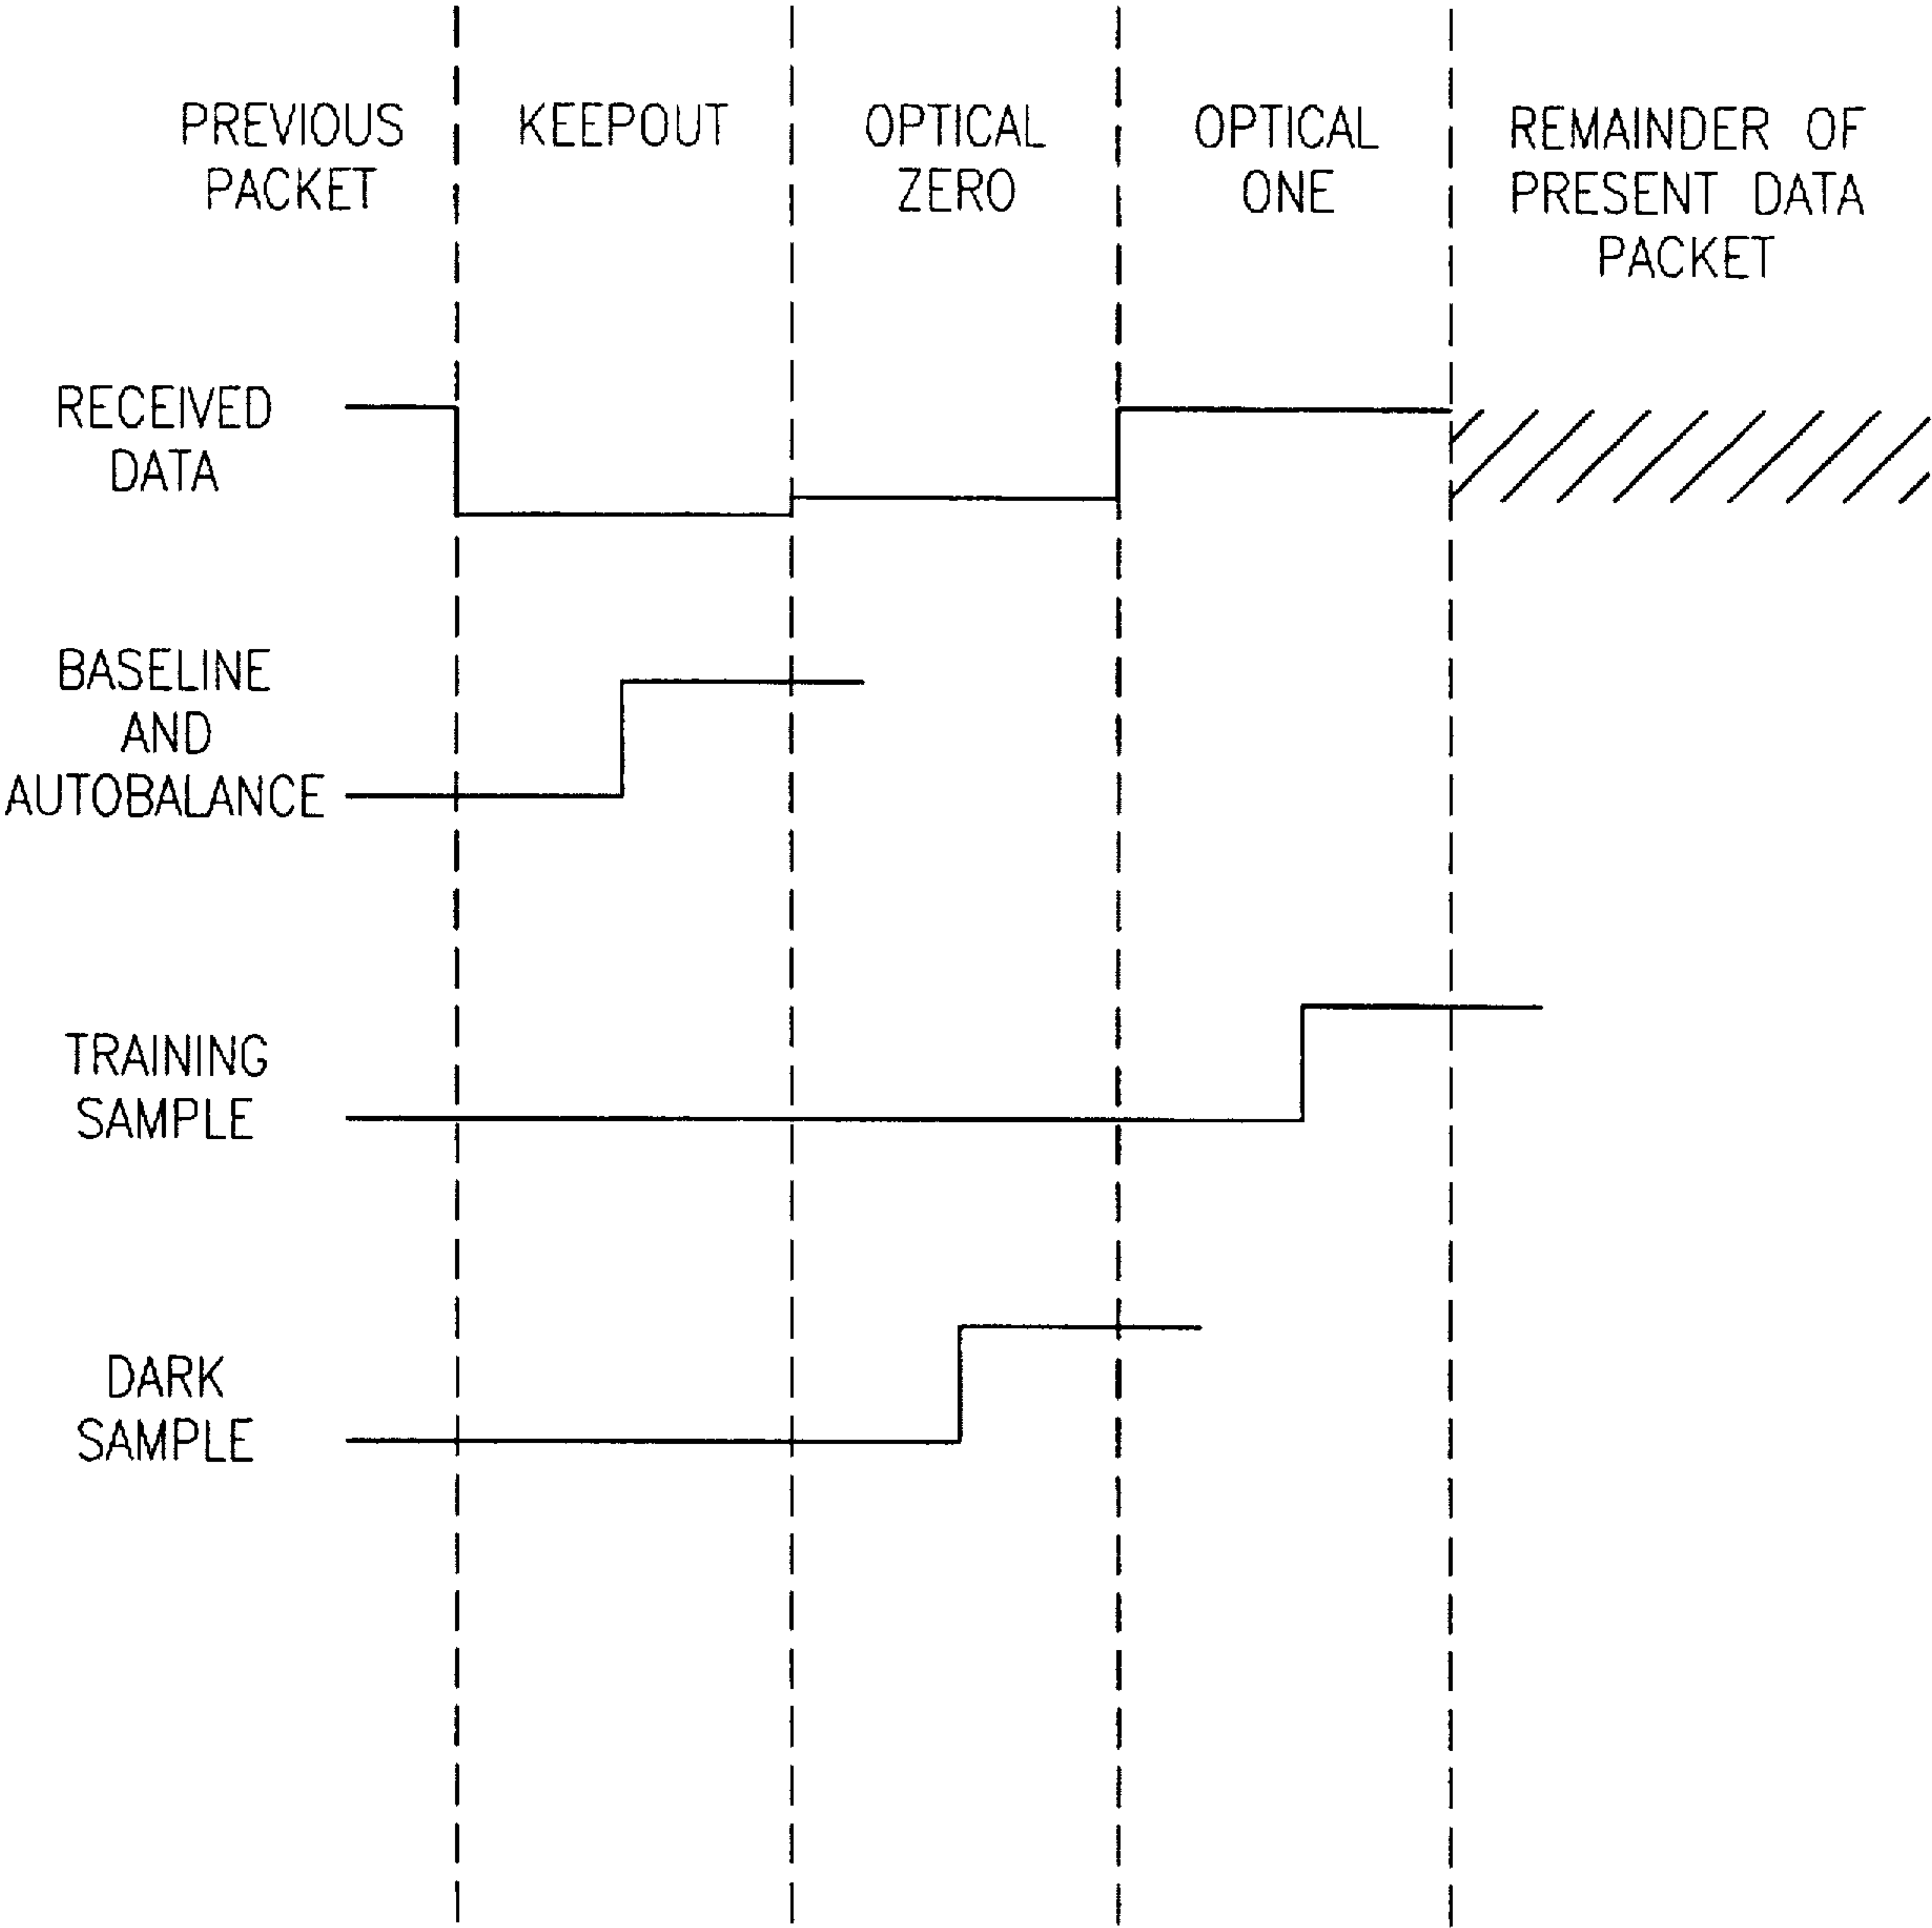 PREVIOUS
PACKET
KEEPOUT
OPTICAL
ZERO
OPTICAL
ONE
REMAINDER OF
PRESENT DATA
PACKET
RECEIVED
DATA
BASELINE
AND
AUTOBALANCE
TRAINING
SAMPLE
DARK
SAMPLE